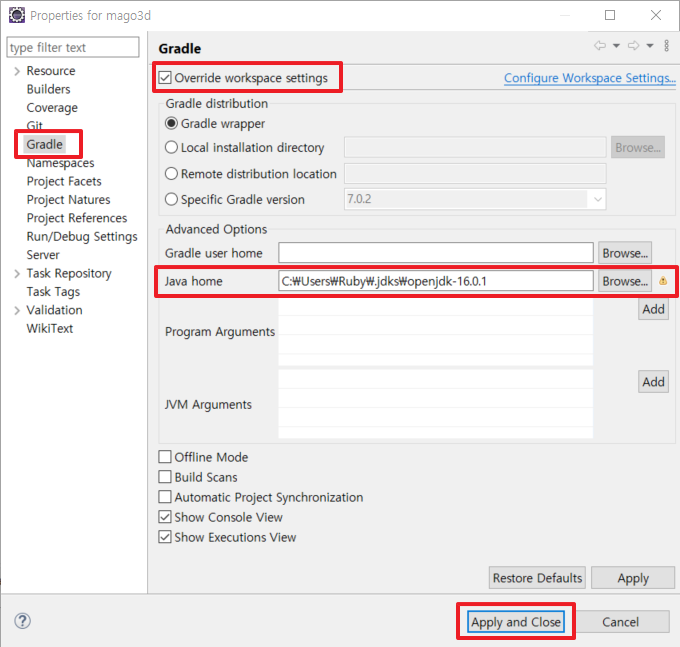 Properties for mago3d
type filter text
Resource
Builders
Coverage
Git
Gradle
Namespaces
Project Facets
Project Natures
Project References
Run/Debug Settings
Server
Task Repository
Task Tags
Validation
WikiText
Gradle
Override workspace settings
Configure Workspace Settings...
Gradle distribution
Gradle wrapper
Local installation directory
Browse...
Remote distribution location
Specific Gradle version
7.0.2
Advanced Options
Gradle user home
Browse...
Java home
C:₩Users₩Ruby₩.jdks₩openjdk-16.0.1
Browse...
Add
Program Arguments
Add
JVM Arguments
Offline Mode
Build Scans
Automatic Project Synchronization
Show Console View
Show Executions View
Restore Defaults
Apply
?
Apply and Close
Cancel